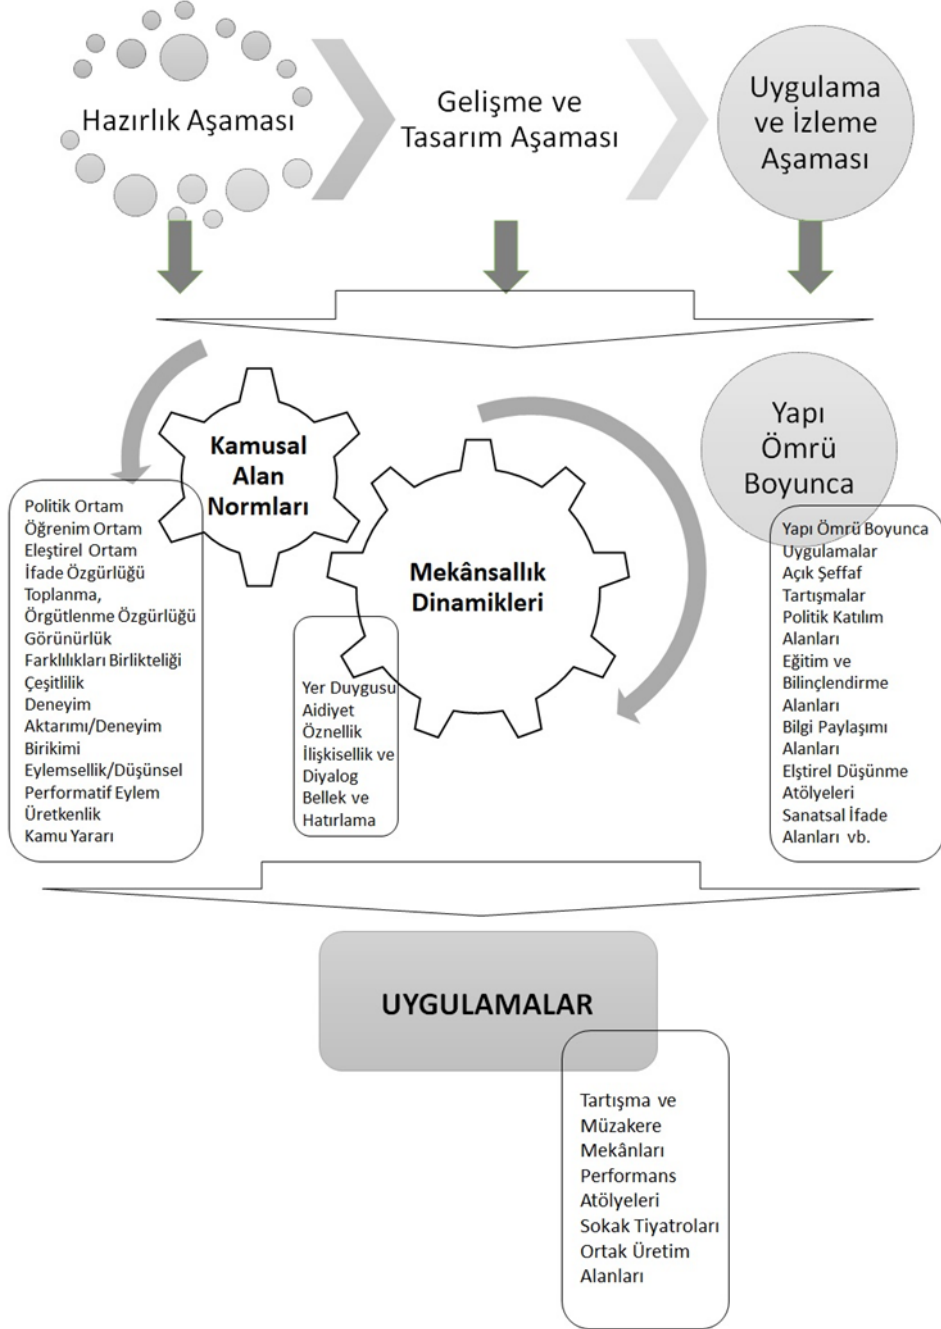 Hazırlık Aşaması
Gelişme ve
Tasarım Aşaması
Uygulama
ve İzleme
Aşaması
Kamusal
Alan
Normları
Politik Ortam
Öğrenim Ortam
Eleştirel Ortam
İfade Özgürlüğü
Toplanma,
Örgütlenme Özgürlüğü
Görünürlük
Farklılıkları Birlikteliği
Çeşitlilik
Deneyim
Aktarımı/Deneyim
Birikimi
Eylemsellik/Düşünsel
Performatif Eylem
Üretkenlik
Kamu Yararı
Mekânsallık
Dinamikleri
Yer Duygusu
Aidiyet
Öznellik
İlişkisellik ve
Diyalog
Bellek ve
Hatırlama
Yapı
Ömrü
Boyunca
Yapı Ömrü Boyunca
Uygulamalar
Açık Şeffaf
Tartışmalar
Politik Katılım
Alanları
Eğitim ve
Bilinçlendirme
Alanları
Bilgi Paylaşımı
Alanları
Elştirel Düşünme
Atölyeleri
Sanatsal İfade
Alanları vb.
UYGULAMALAR
Tartışma ve
Müzakere
Mekânları
Performans
Atölyeleri
Sokak Tiyatroları
Ortak Üretim
Alanları